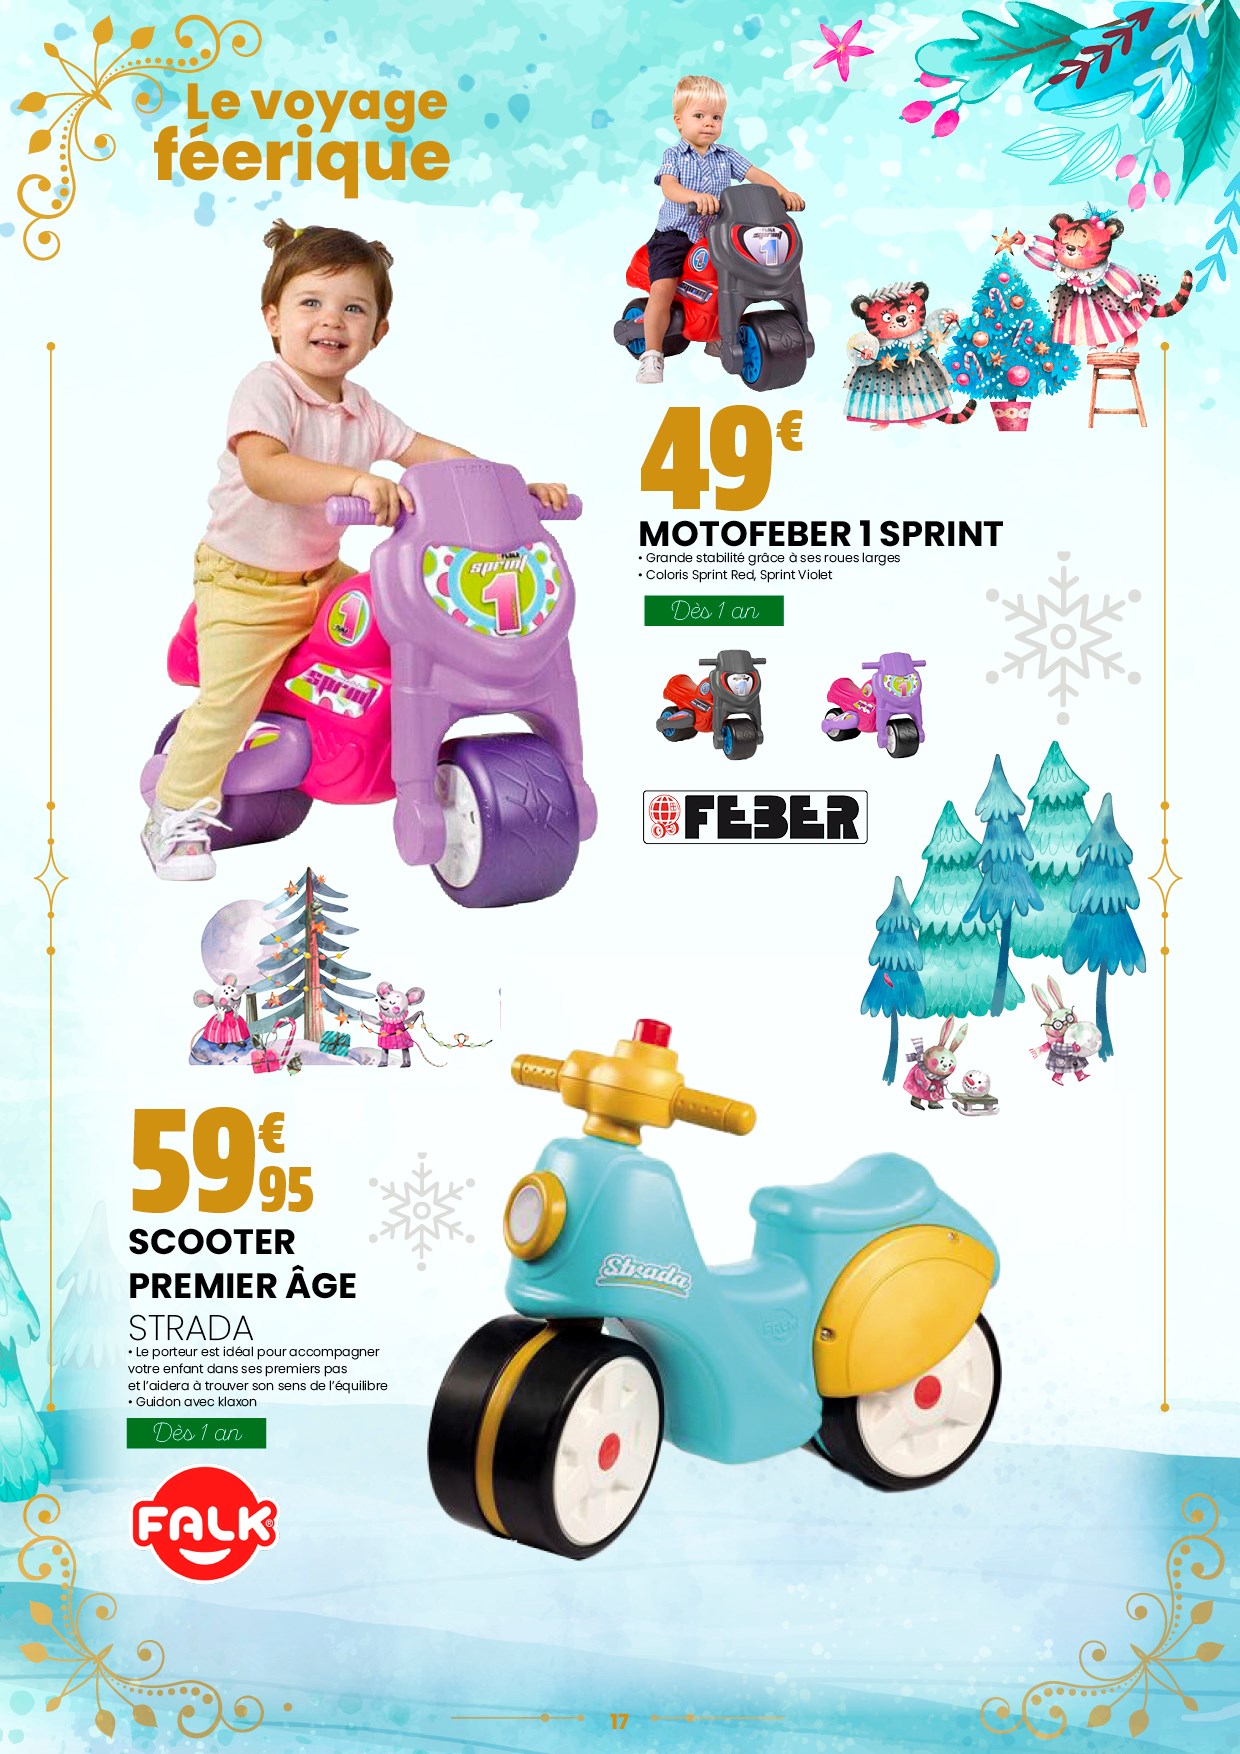 Le voyage
féerique
49€
MOTOFEBER 1 SPRINT
• Grande stabilité grâce à ses roues larges
• Coloris Sprint Red, Sprint Violet
Dès 1 an
FEBER
sprint
1
1
sprint
59€95
SCOOTER
PREMIER ÂGE
STRADA
• Le porteur est idéal pour accompagner
votre enfant dans ses premiers pas
et l'aidera à trouver son sens de l'équilibre
• Guidon avec klaxon
Dès 1 an
FALK®
Strada
FALK
17